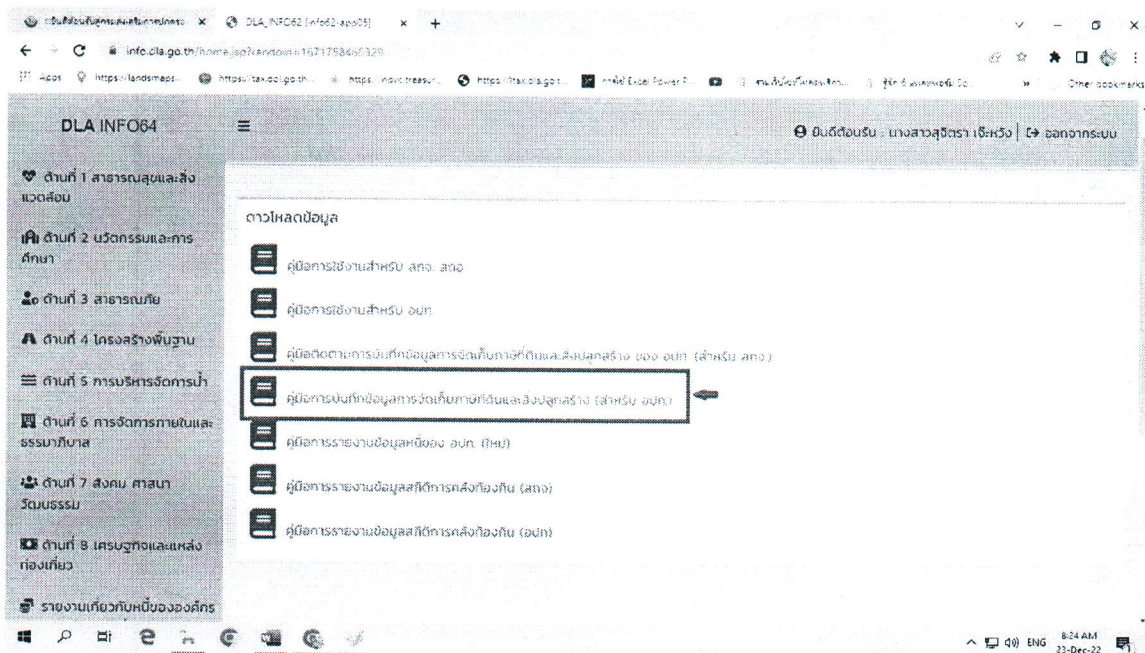 DLA_INFO62 [info62-app05]
info.dla.go.th/home.jsp?random=1671758465329
Apps
Other bookmarks
DLA INFO64
ยินดีต้อนรับ : นางสาวสุจิตรา เจ๊ะหวัง
ออกจากระบบ
ด้านที่ 1 สาธารณสุขและสิ่ง
แวดล้อม
ด้านที่ 2 นวัตกรรมและการ
ศึกษา
ด้านที่ 3 สาธารณภัย
ด้านที่ 4 โครงสร้างพื้นฐาน
ด้านที่ 5 การบริหารจัดการน้ำ
ด้านที่ 6 การจัดการภายในและ
ธรรมาภิบาล
ด้านที่ 7 สังคม ศาสนา
วัฒนธรรม
ด้านที่ 8 เศรษฐกิจและแหล่ง
ท่องเที่ยว
รายงานเกี่ยวกับหนี้ขององค์กร
ดาวโหลดข้อมูล
คู่มือการใช้งานสำหรับ สถจ. สถอ
คู่มือการใช้งานสำหรับ อปท.
คู่มือติดตามการบันทึกข้อมูลการจัดเก็บภาษีที่ดินและสิ่งปลูกสร้าง ของ อปท. (สำหรับ สถจ.)
คู่มือการบันทึกข้อมูลการจัดเก็บภาษีที่ดินและสิ่งปลูกสร้าง (สำหรับ อปท.)
คู่มือการรายงานข้อมูลหนี้ของ อปท. (ใหม่)
คู่มือการรายงานข้อมูลสถิติการคลังท้องถิ่น (สถจ)
คู่มือการรายงานข้อมูลสถิติการคลังท้องถิ่น (อปท)
ENG
8:24 AM
23-Dec-22